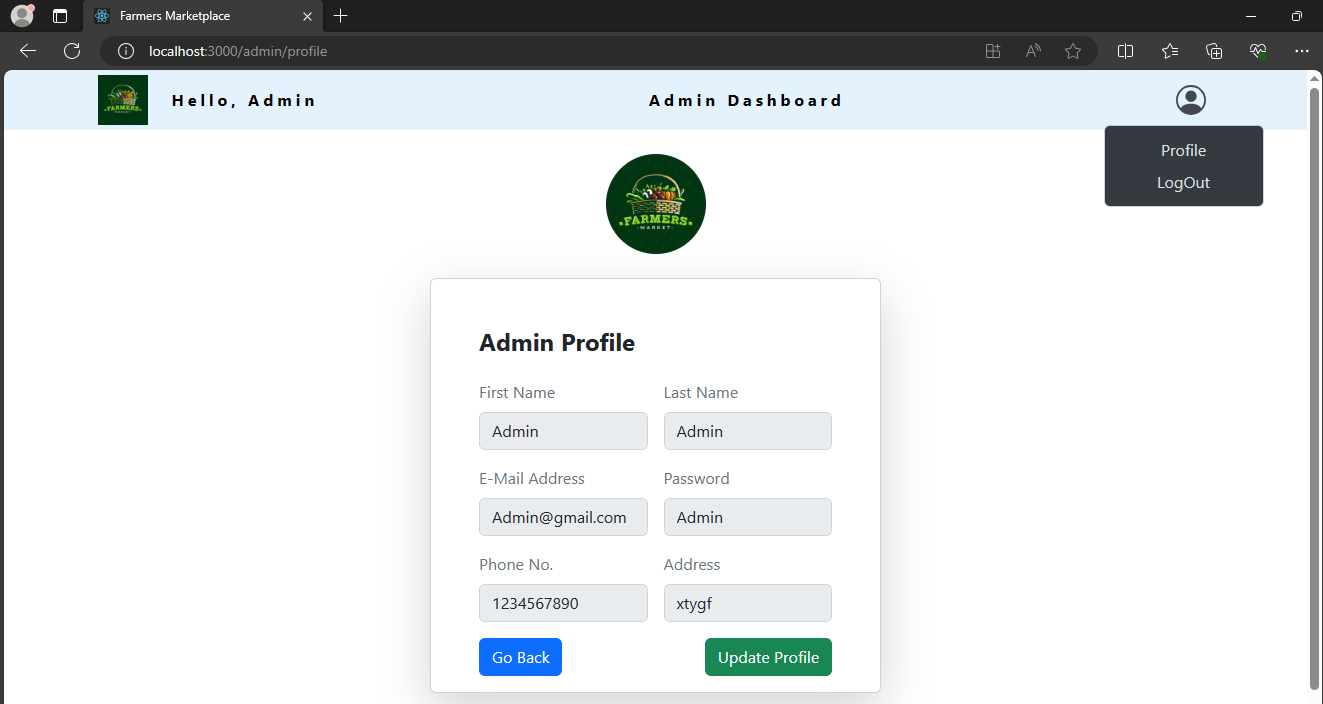 Farmers Marketplace
localhost:3000/admin/profile
FARMERS
MARKET
Hello, Admin
Admin Dashboard
Profile
LogOut
FARMERS
MARKET
Admin Profile
First Name Last Name
Admin Admin
E-Mail Address Password
Admin@gmail.com Admin
Phone No. Address
1234567890 xtygf
Go Back Update Profile